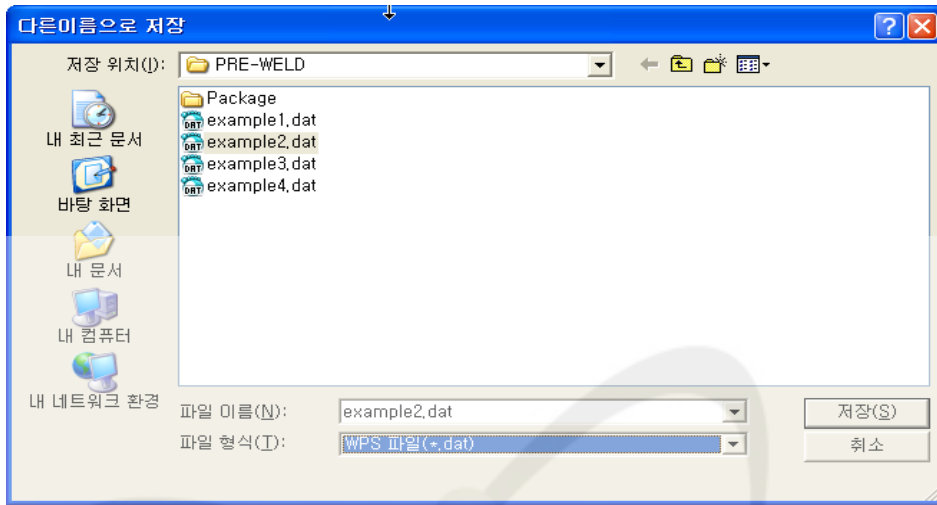 다른이름으로 저장
저장 위치(I):
PRE-WELD
Package
example1.dat
example2.dat
example3.dat
example4.dat
내 최근 문서
바탕 화면
내 문서
내 컴퓨터
내 네트워크 환경
파일 이름(N):
example2.dat
저장(S)
파일 형식(T):
WPS 파일(*.dat)
취소